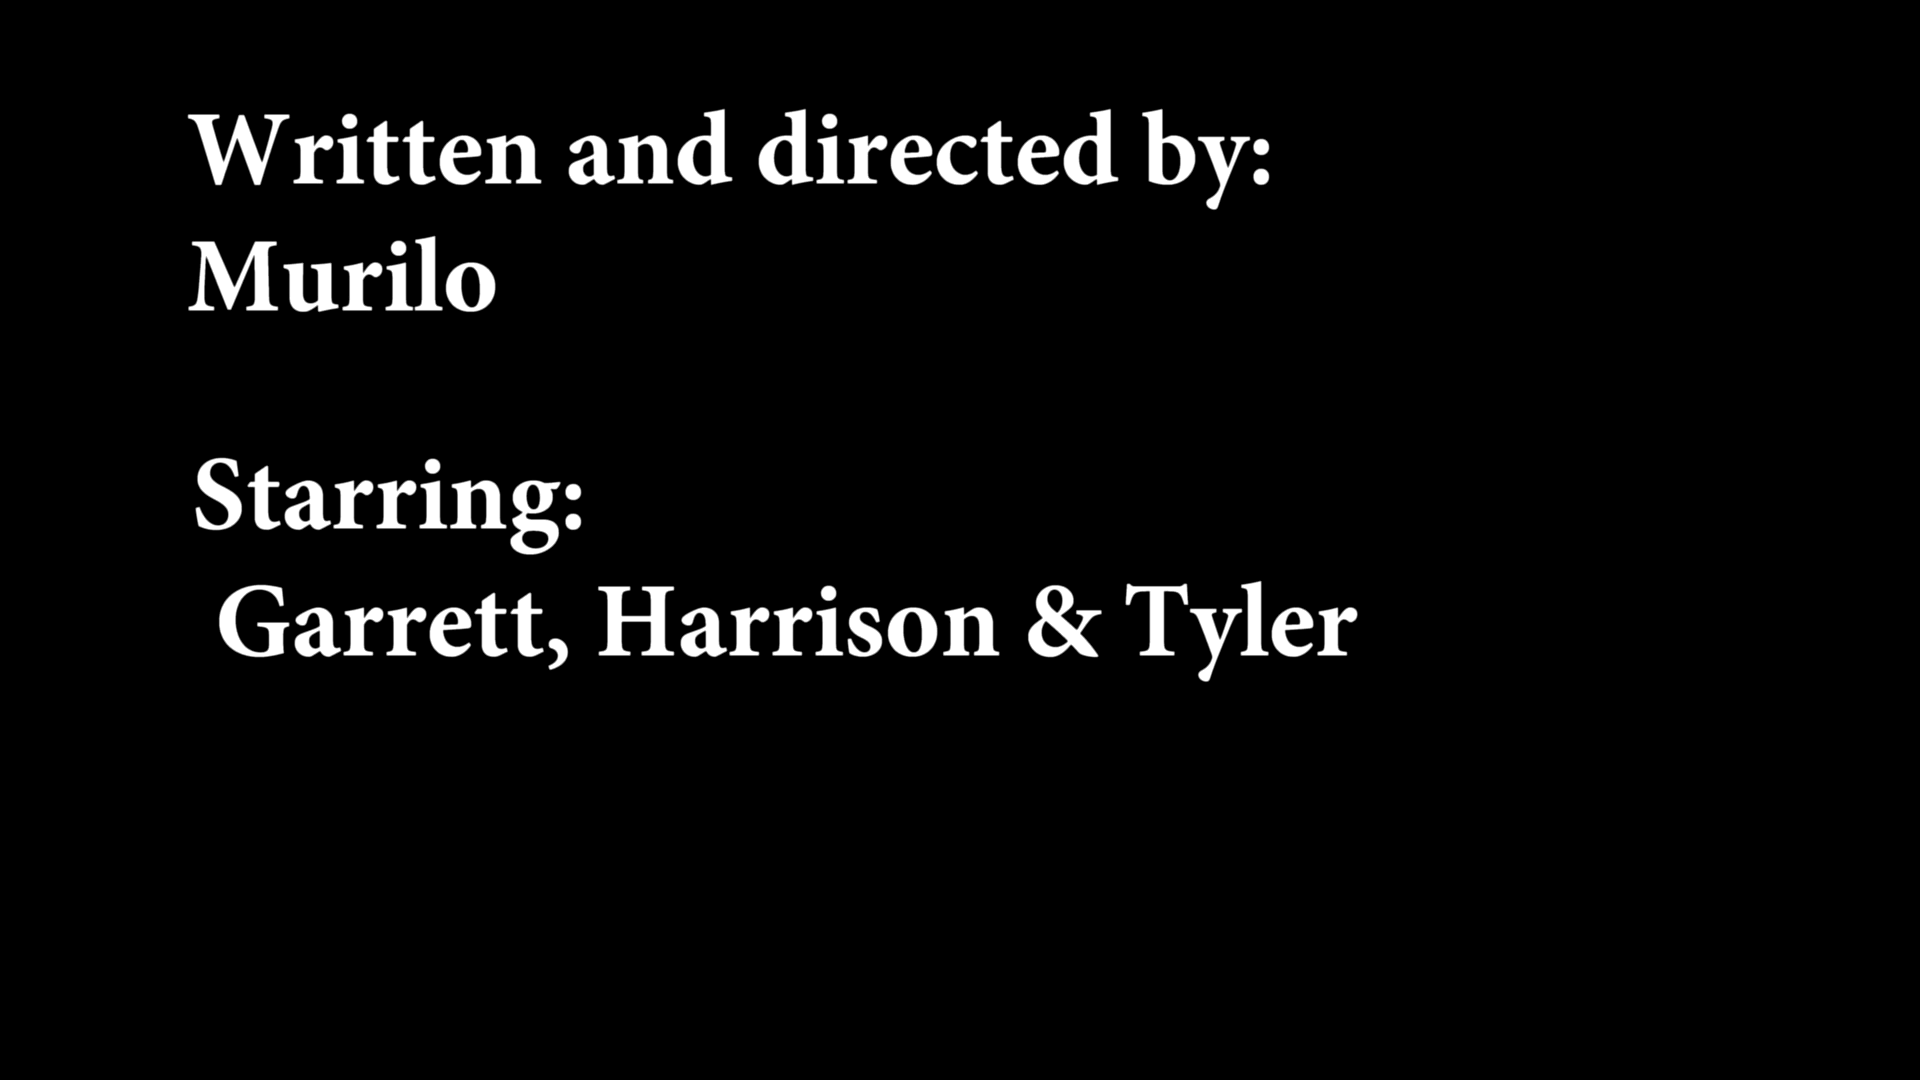 Written and directed by:
Murilo
Starring:
Garrett, Harrison & Tyler